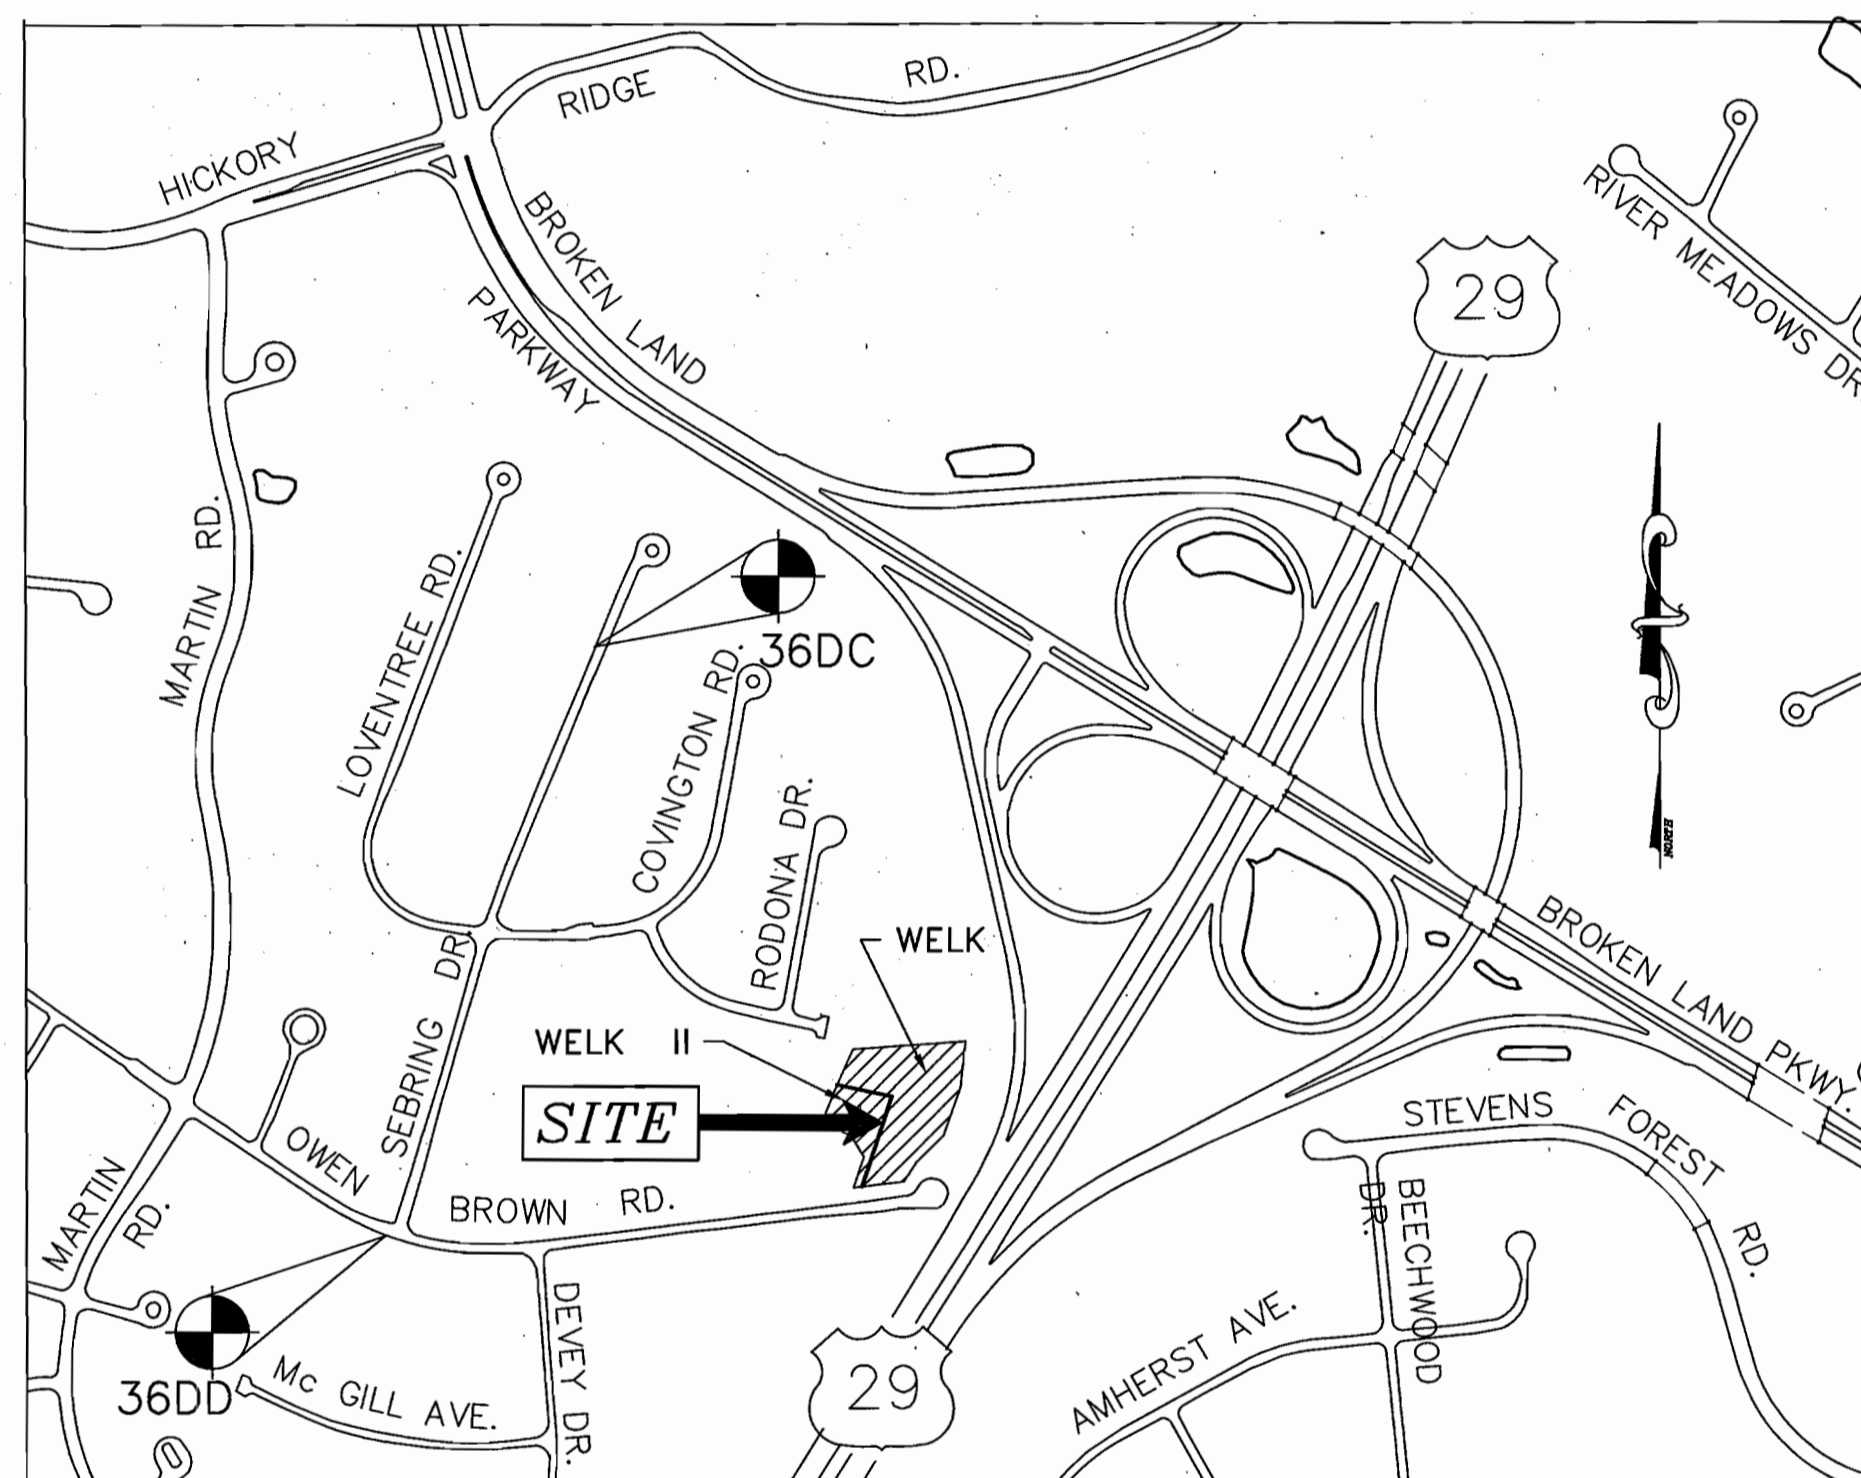 RIDGE RD.
HICKORY
BROKEN LAND
PARKWAY
RIVER MEADOWS DR
29
MARTIN RD.
LOVENTREE RD.
36DC
COVINGTON RD.
RODONA DR.
NORTH
SEBRING DR.
WELK
WELK II
SITE
BROKEN LAND PKWY.
STEVENS FOREST RD.
OWEN BROWN RD.
MARTIN RD.
BEECHWOOD DR.
DEVEY DR.
AMHERST AVE.
29
36DD
Mc GILL AVE.